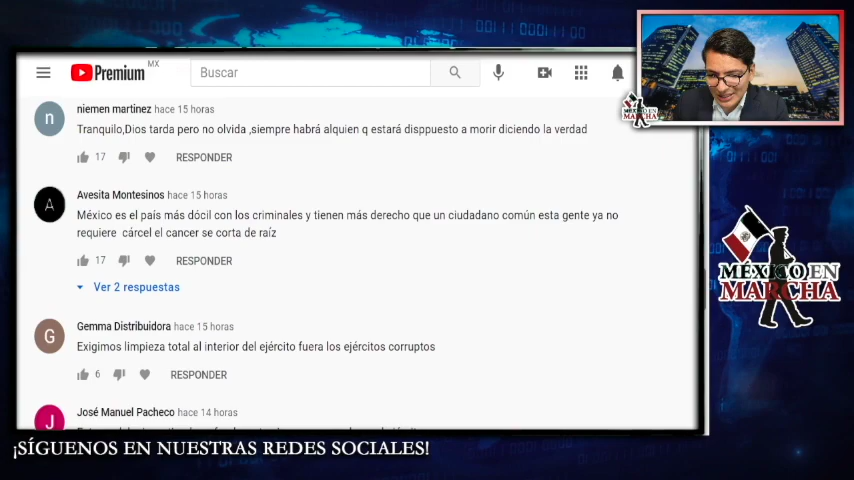 Premium MX
Buscar
niemen martinez hace 15 horas
Tranquilo,Dios tarda pero no olvida ,siempre habrá alquien q estará disppuesto a morir diciendo la verdad
17 RESPONDER
A
Avesita Montesinos hace 15 horas
México es el país más dócil con los criminales y tienen más derecho que un ciudadano común esta gente ya no
requiere cárcel el cancer se corta de raíz
17 RESPONDER
Ver 2 respuestas
G
Gemma Distribuidora hace 15 horas
Exigimos limpieza total al interior del ejército fuera los ejércitos corruptos
6 RESPONDER
J
José Manuel Pacheco hace 14 horas
¡SÍGUENOS EN NUESTRAS REDES SOCIALES!
n
MÉXICO EN
MARCHA
MÉXICO EN
MARCHA